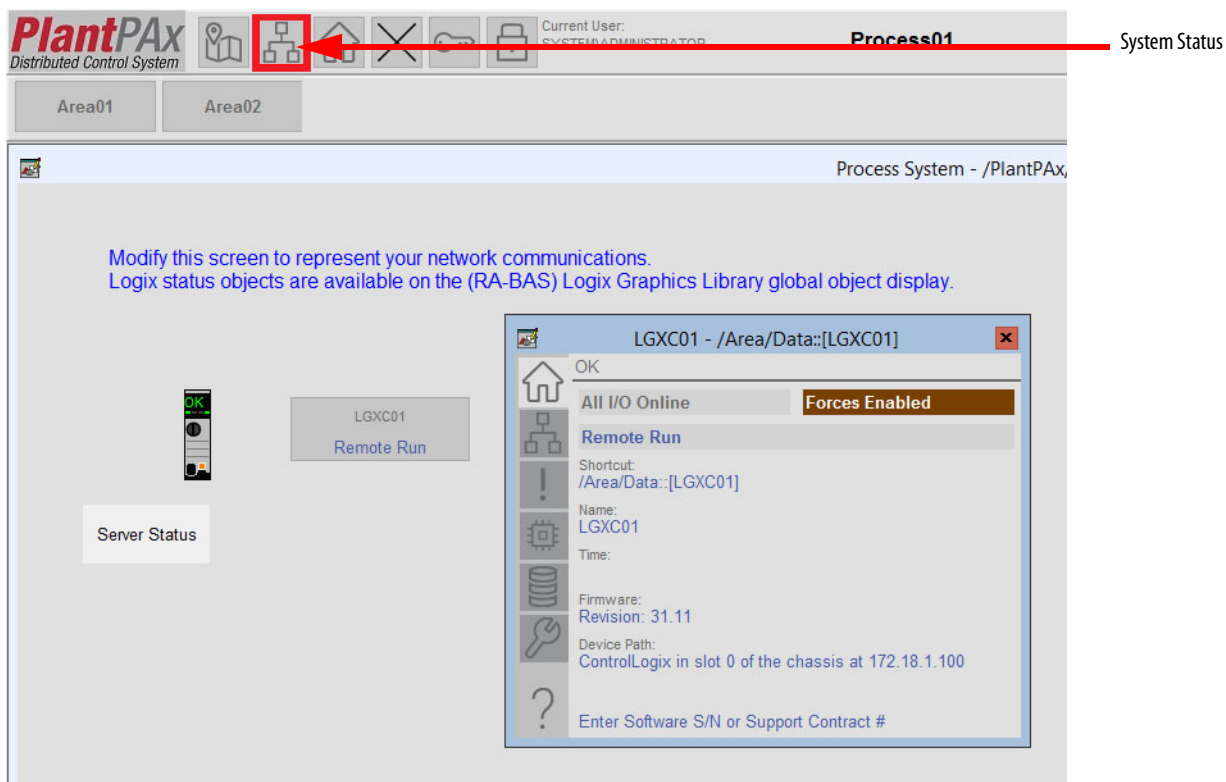 PlantPAx
Distributed Control System
Current User:
SYSTEM\ADMINISTRATOR
Process01
System Status
Area01
Area02
Process System - /PlantPAx/
Modify this screen to represent your network communications.
Logix status objects are available on the (RA-BAS) Logix Graphics Library global object display.
OK
LGXC01
Remote Run
Server Status
LGXC01 - /Area/Data::[LGXC01]
OK
All I/O Online
Forces Enabled
Remote Run
Shortcut:
/Area/Data::[LGXC01]
Name:
LGXC01
Time:
Firmware:
Revision: 31.11
Device Path:
ControlLogix in slot 0 of the chassis at 172.18.1.100
Enter Software S/N or Support Contract #